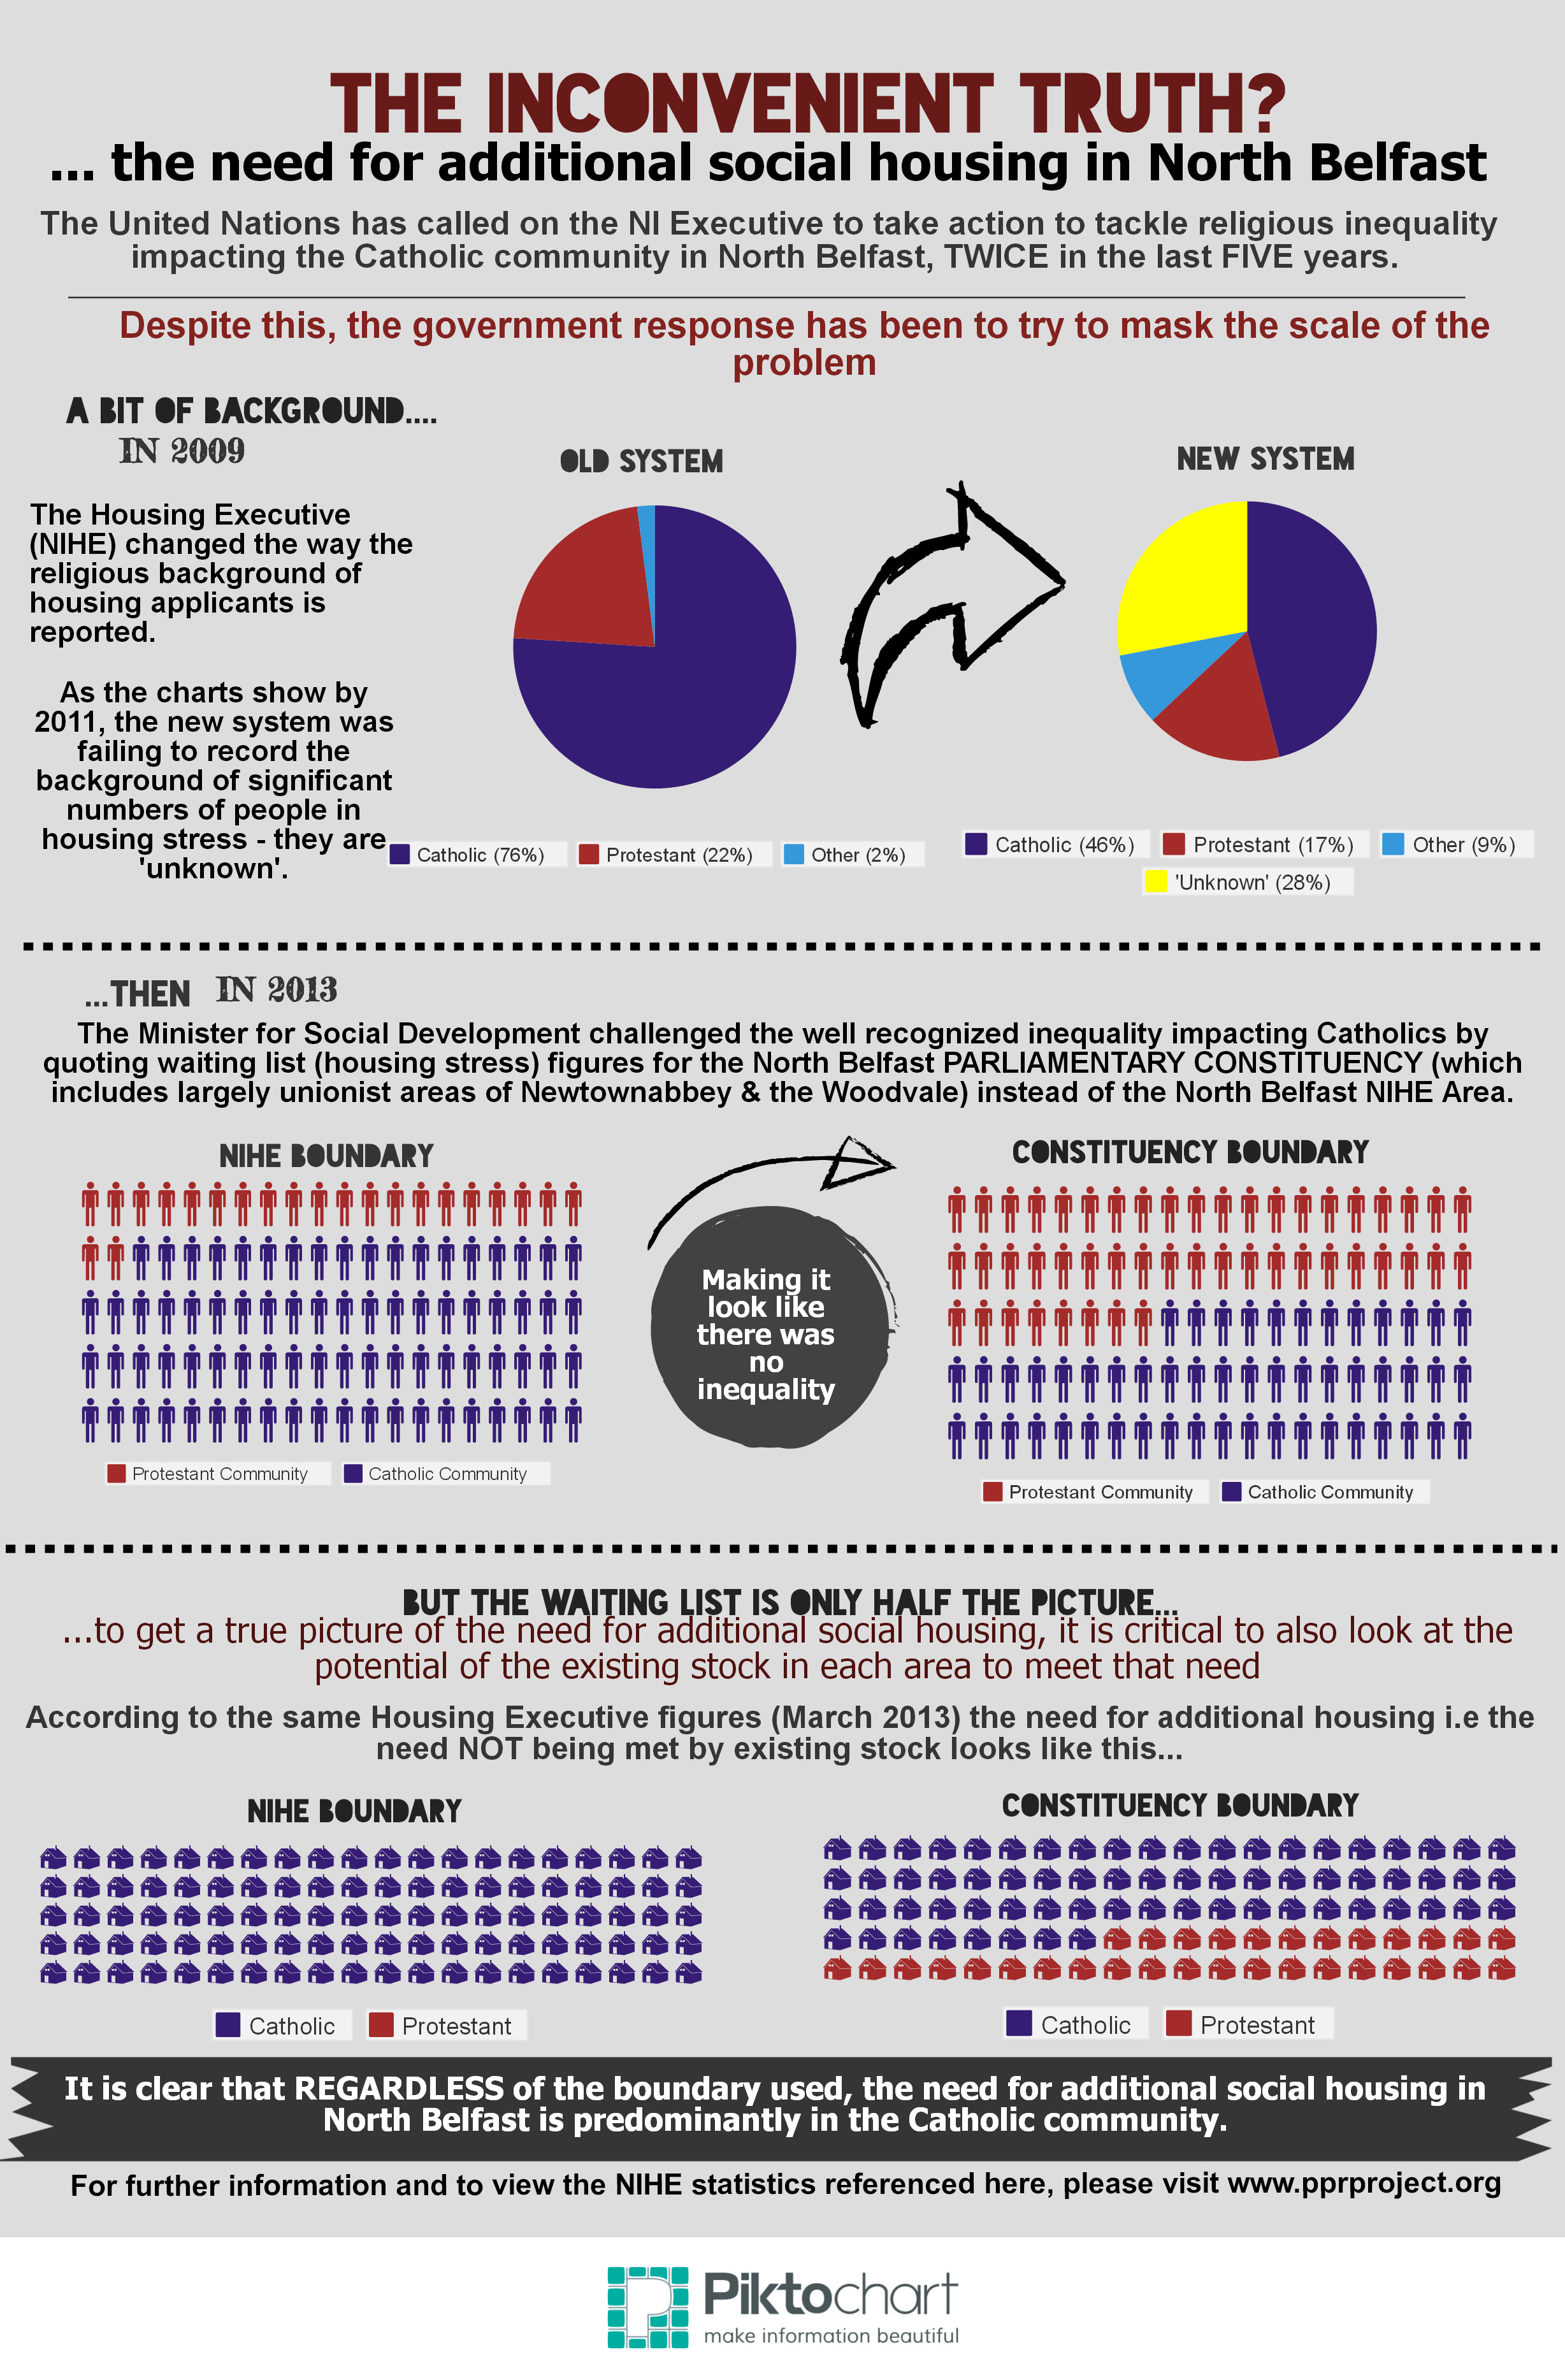 THE INCONVENIENT TRUTH?
... the need for additional social housing in North Belfast
The United Nations has called on the NI Executive to take action to tackle religious inequality
impacting the Catholic community in North Belfast, TWICE in the last FIVE years.
Despite this, the government response has been to try to mask the scale of the
problem
A BIT OF BACKGROUND....
IN 2009
The Housing Executive
(NIHE) changed the way the
religious background of
housing applicants is
reported.
As the charts show by
2011, the new system was
failing to record the
background of significant
numbers of people in
housing stress - they are
'unknown'.
OLD SYSTEM
Catholic (76%) Protestant (22%) Other (2%)
NEW SYSTEM
Catholic (46%) Protestant (17%) Other (9%)
'Unknown' (28%)
...THEN IN 2013
The Minister for Social Development challenged the well recognized inequality impacting Catholics by
quoting waiting list (housing stress) figures for the North Belfast PARLIAMENTARY CONSTITUENCY (which
includes largely unionist areas of Newtownabbey & the Woodvale) instead of the North Belfast NIHE Area.
NIHE BOUNDARY
Protestant Community Catholic Community
Making it
look like
there was
no
inequality
CONSTITUENCY BOUNDARY
Protestant Community Catholic Community
BUT THE WAITING LIST IS ONLY HALF THE PICTURE...
...to get a true picture of the need for additional social housing, it is critical to also look at the
potential of the existing stock in each area to meet that need
According to the same Housing Executive figures (March 2013) the need for additional housing i.e the
need NOT being met by existing stock looks like this...
NIHE BOUNDARY
Catholic Protestant
CONSTITUENCY BOUNDARY
Catholic Protestant
It is clear that REGARDLESS of the boundary used, the need for additional social housing in
North Belfast is predominantly in the Catholic community.
For further information and to view the NIHE statistics referenced here, please visit www.pprproject.org
Piktochart
make information beautiful